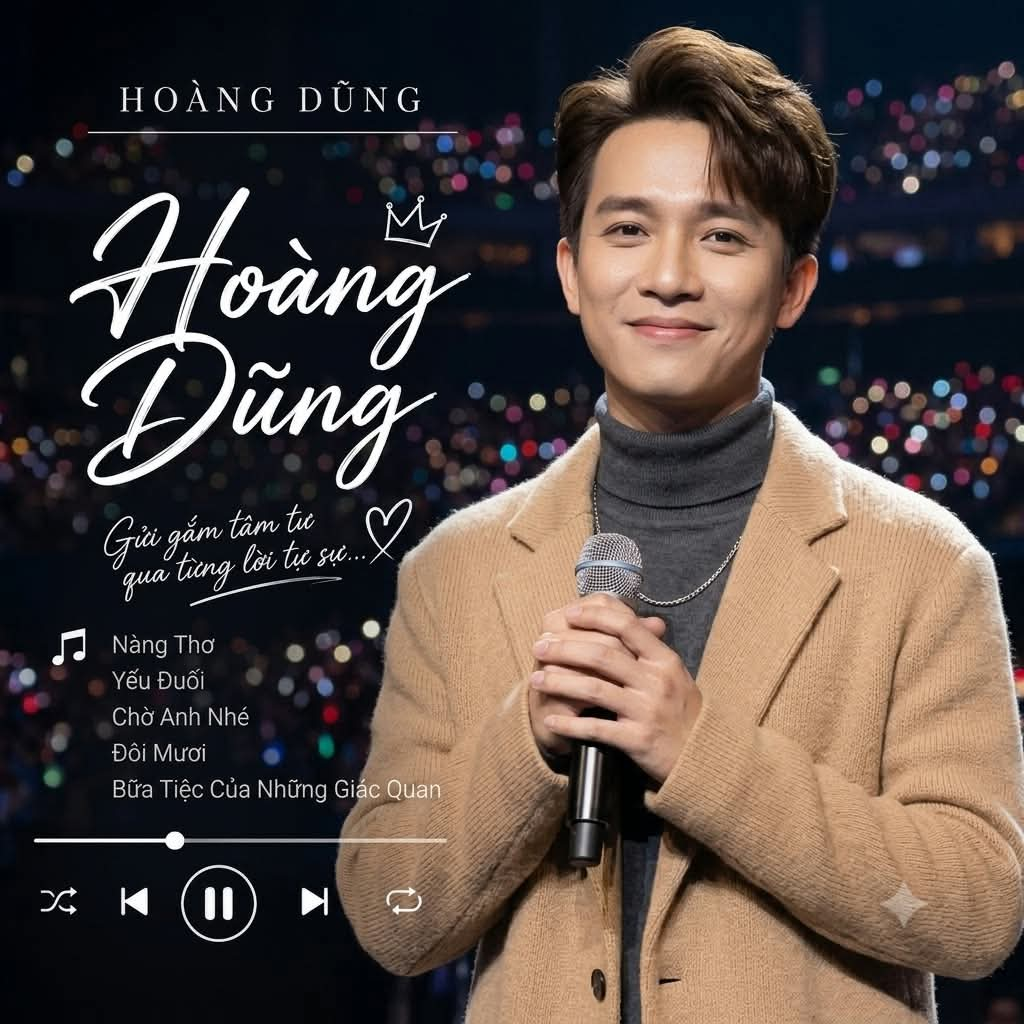 HOÀNG DŨNG
Hoàng
Dũng
Gửi gắm tâm tư
qua từng lời tự sự...
Nàng Thơ
Yếu Đuối
Chờ Anh Nhé
Đôi Mươi
Bữa Tiệc Của Những Giác Quan